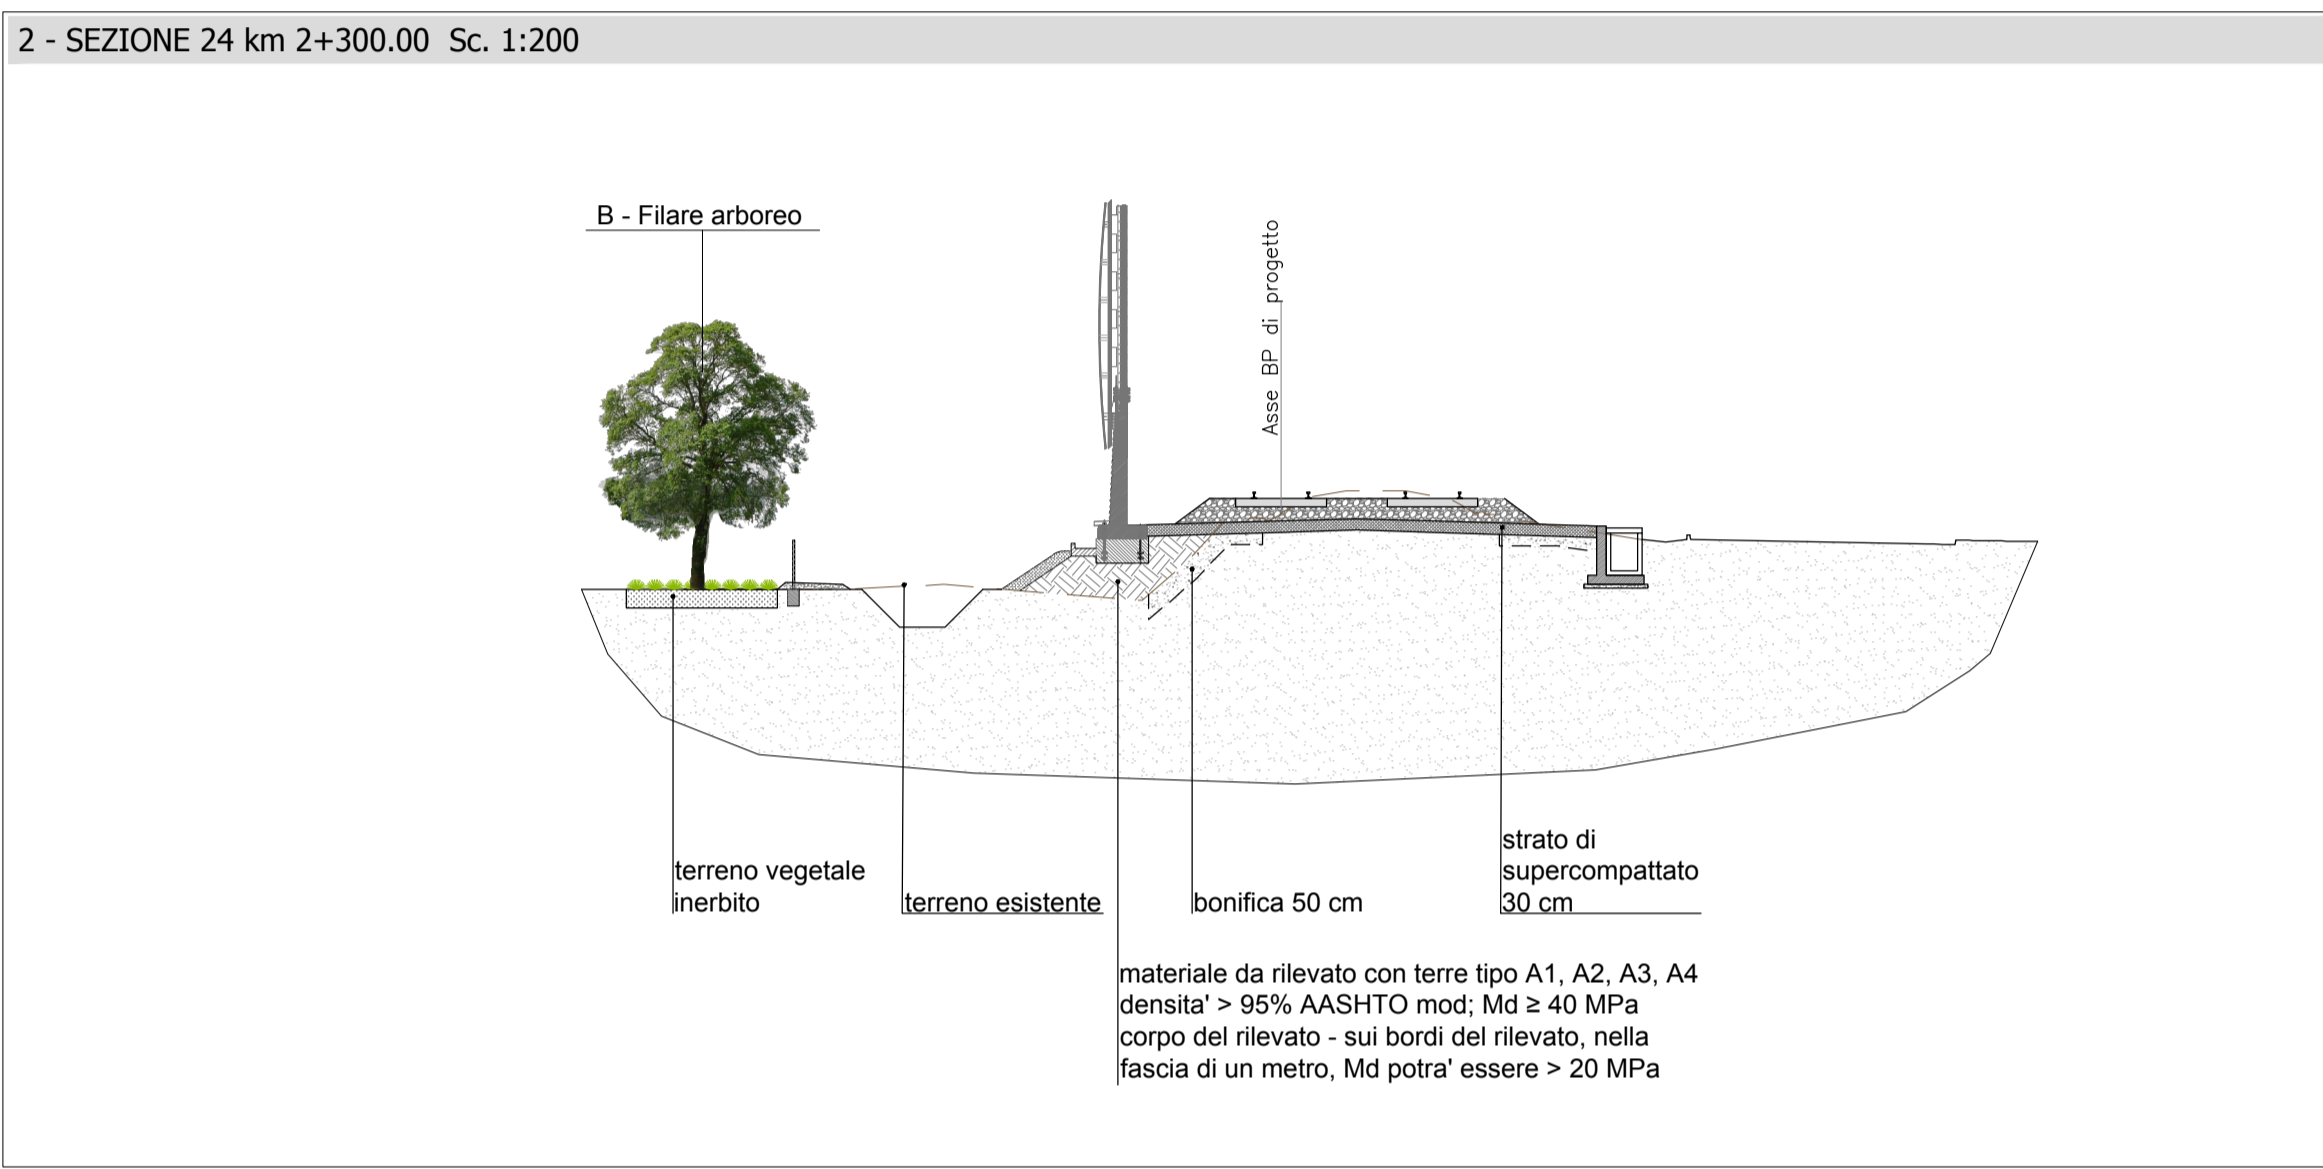 2 - SEZIONE 24 km 2+300.00 Sc. 1:200
B - Filare arboreo
Asse BP di progetto
terreno vegetale
inerbito
terreno esistente
bonifica 50 cm
strato di
supercompattato
30 cm
materiale da rilevato con terre tipo A1, A2, A3, A4
densita' > 95% AASHTO mod; Md ≥ 40 MPa
corpo del rilevato - sui bordi del rilevato, nella
fascia di un metro, Md potra' essere > 20 MPa